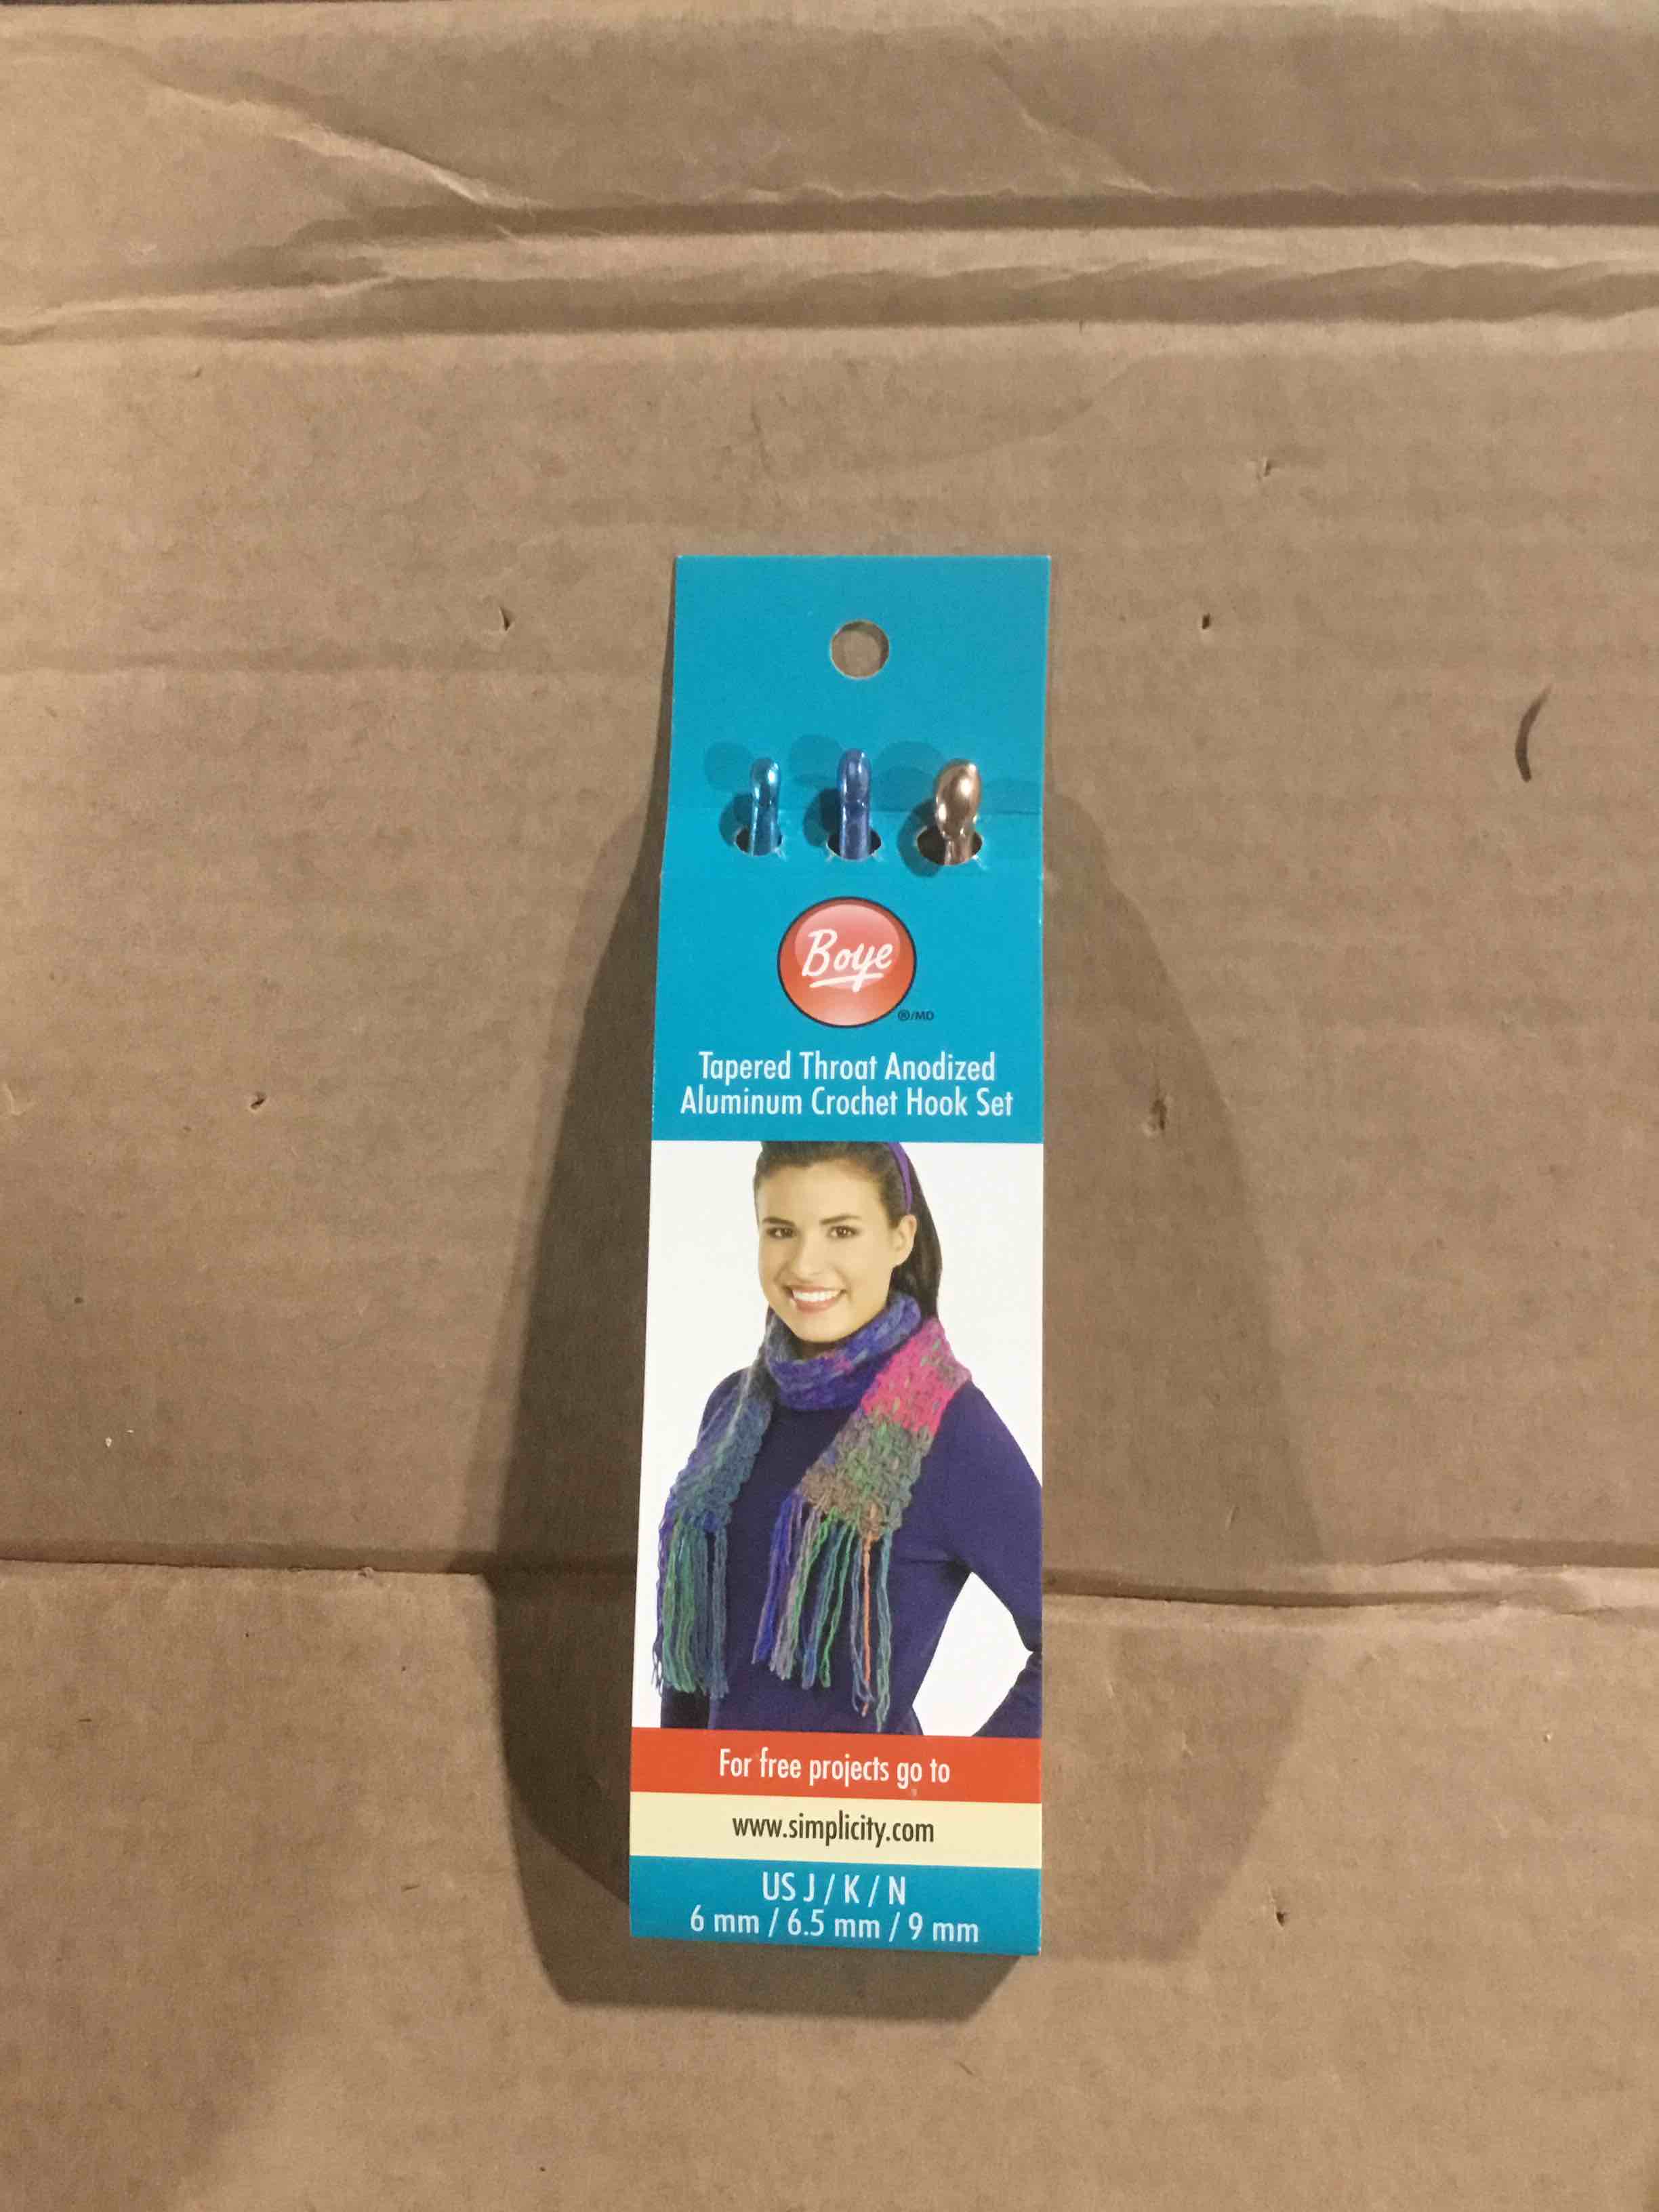 Boye
®/MD
Tapered Throat Anodized
Aluminum Crochet Hook Set
For free projects go to
www.simplicity.com
US J / K / N
6 mm / 6.5 mm / 9 mm